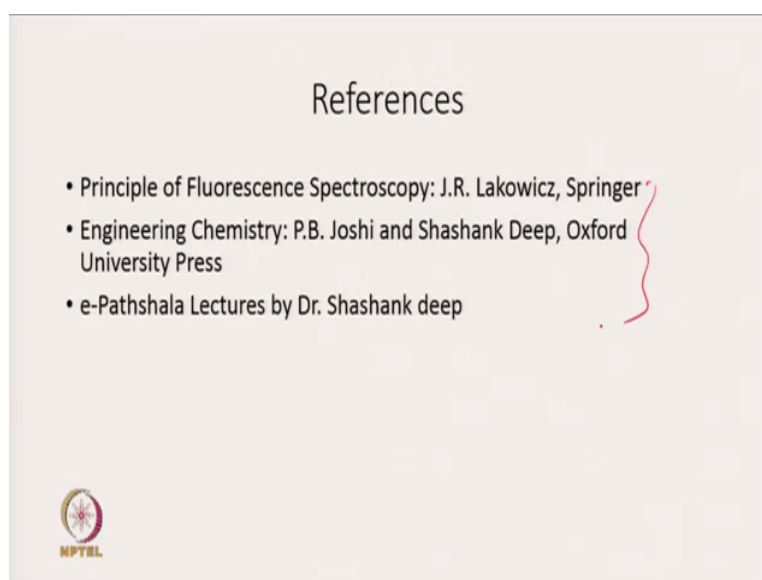 References
• Principle of Fluorescence Spectroscopy: J.R. Lakowicz, Springer
• Engineering Chemistry: P.B. Joshi and Shashank Deep, Oxford
University Press
• e-Pathshala Lectures by Dr. Shashank deep
NPTEL